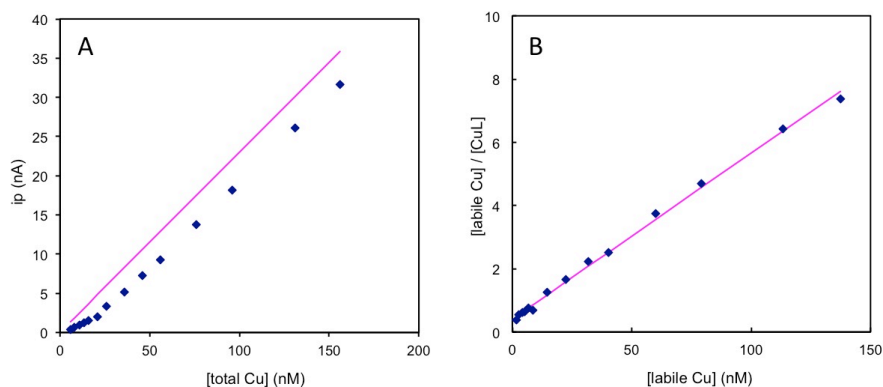 A
ip (nA)
40
35
30
25
20
15
10
5
0
0 50 100 150 200
[total Cu] (nM)
B
[labile Cu] / [CuL]
10
8
6
4
2
0
0 50 100 150
[labile Cu] (nM)